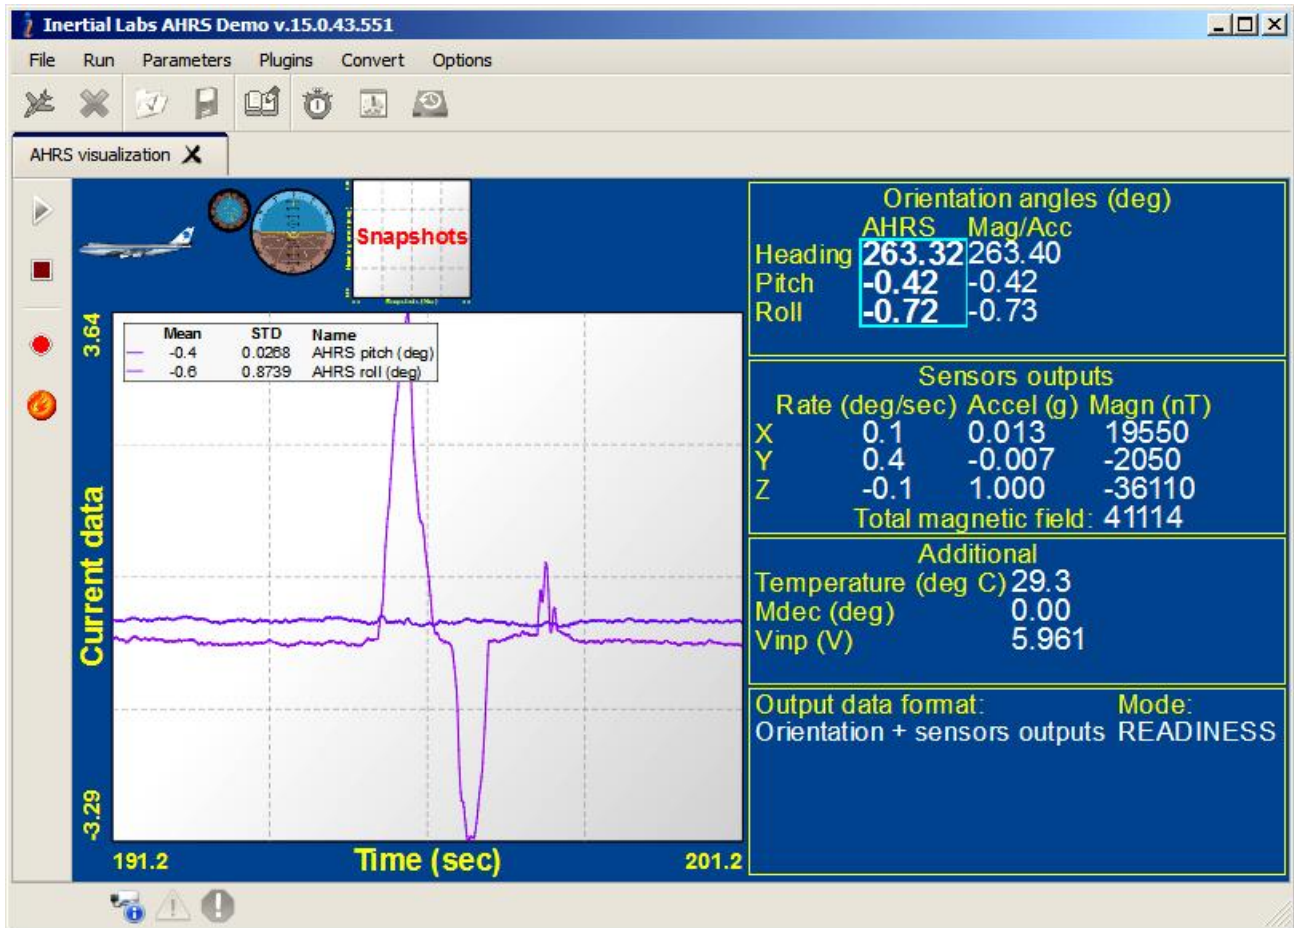 Inertial Labs AHRS Demo v.15.0.43.551
File Run Parameters Plugins Convert Options
AHRS visualization
Snapshots
Orientation angles (deg)
AHRS Mag/Acc
Heading 263.32 263.40
Pitch -0.42 -0.42
Roll -0.72 -0.73
3.64
Current data
-3.29
Mean STD Name
-0.4 0.0268 AHRS pitch (deg)
-0.6 0.8739 AHRS roll (deg)
191.2 Time (sec) 201.2
Sensors outputs
Rate (deg/sec) Accel (g) Magn (nT)
X 0.1 0.013 19550
Y 0.4 -0.007 -2050
Z -0.1 1.000 -36110
Total magnetic field: 41114
Additional
Temperature (deg C) 29.3
Mdec (deg) 0.00
Vinp (V) 5.961
Output data format: Mode:
Orientation + sensors outputs READINESS